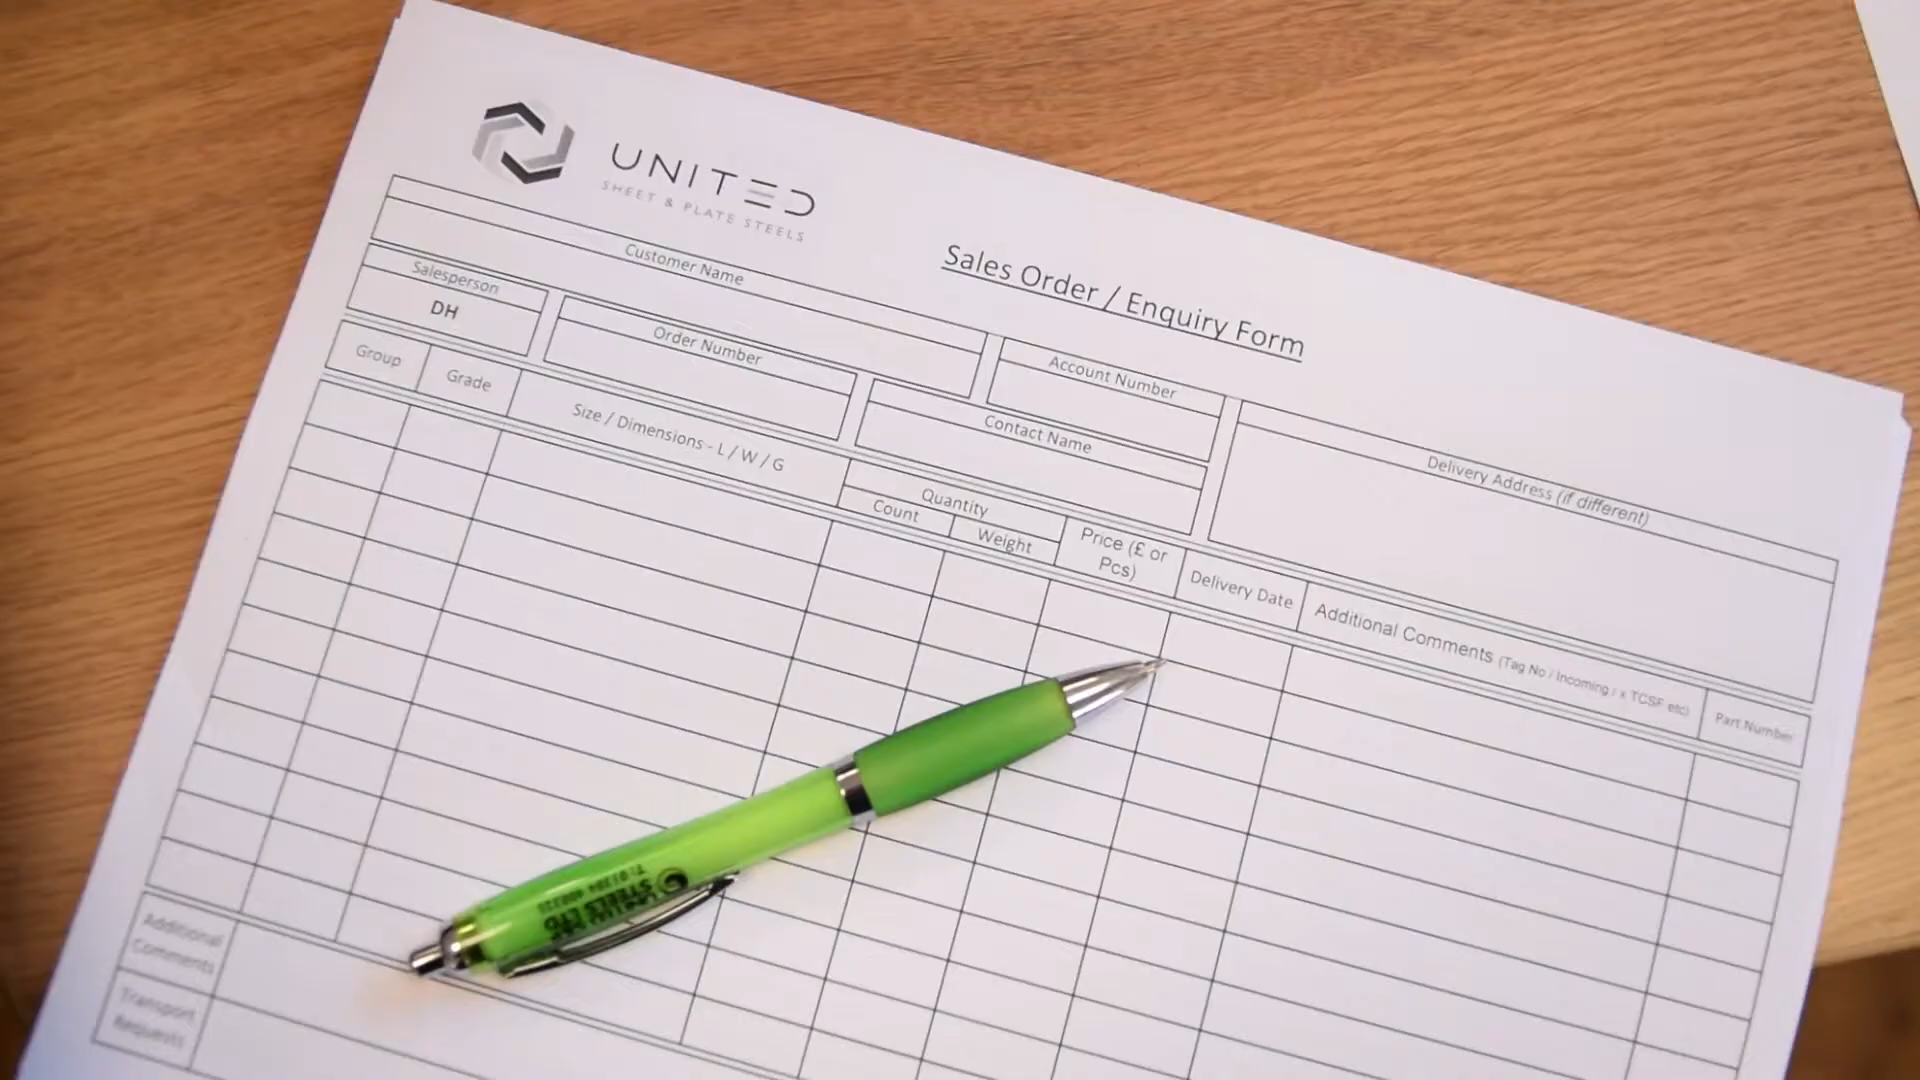 UNITED
SHEET & PLATE STEELS
Sales Order / Enquiry Form
Customer Name
Account Number
Delivery Address (if different)
Salesperson
DH
Order Number
Contact Name
Group
Grade
Size / Dimensions - L / W / G
Quantity
Count
Weight
Price (£ or
Pcs)
Delivery Date
Additional Comments (Tag No / Incoming / x TCSF etc)
Part Number
Additional
Comments
Transport
Requests
STEELS LTD